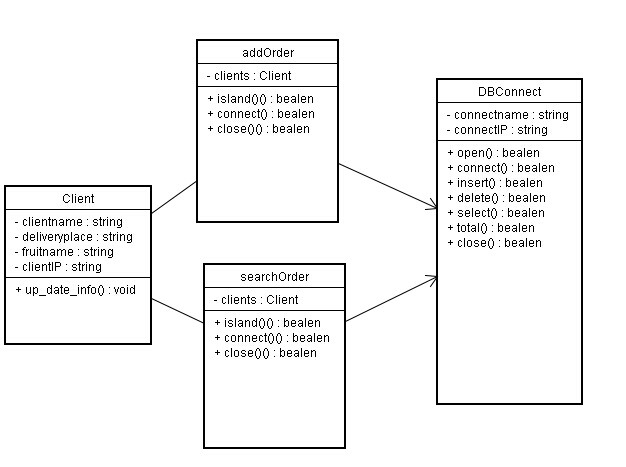 addOrder
- clients : Client
+ island()() : bealen
+ connect() : bealen
+ close()() : bealen
DBConnect
- connectname : string
- connectIP : string
+ open() : bealen
+ connect() : bealen
+ insert() : bealen
+ delete() : bealen
+ select() : bealen
+ total() : bealen
+ close() : bealen
Client
- clientname : string
- deliveryplace : string
- fruitname : string
- clientIP : string
+ up_date_info() : void
searchOrder
- clients : Client
+ island()() : bealen
+ connect()() : bealen
+ close()() : bealen